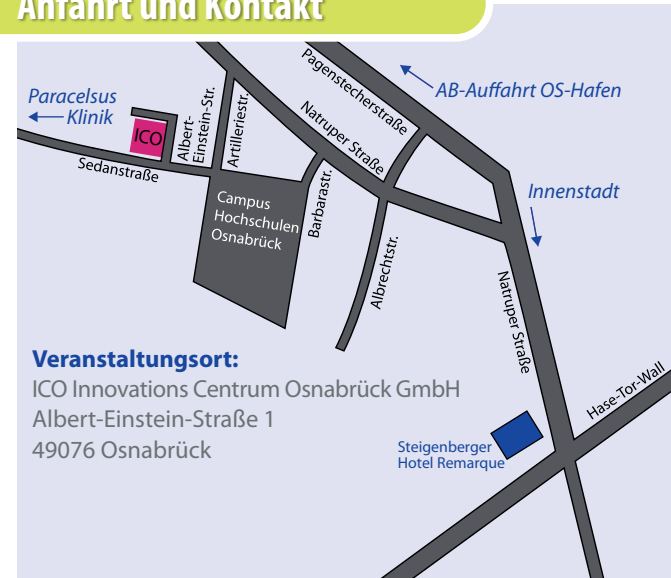 Anfahrt und Kontakt
Pagenstecherstraße
AB-Auffahrt OS-Hafen
Paracelsus
Klinik
ICO
Albert-
Einstein-Str.
Artilleriestr.
Natruper Straße
Sedanstraße
Innenstadt
Campus
Hochschulen
Osnabrück
Barbarastr.
Albrechtstr.
Natruper Straße
Veranstaltungsort:
ICO Innovations Centrum Osnabrück GmbH
Albert-Einstein-Straße 1
49076 Osnabrück
Hase-Tor-Wall
Steigenberger
Hotel Remarque